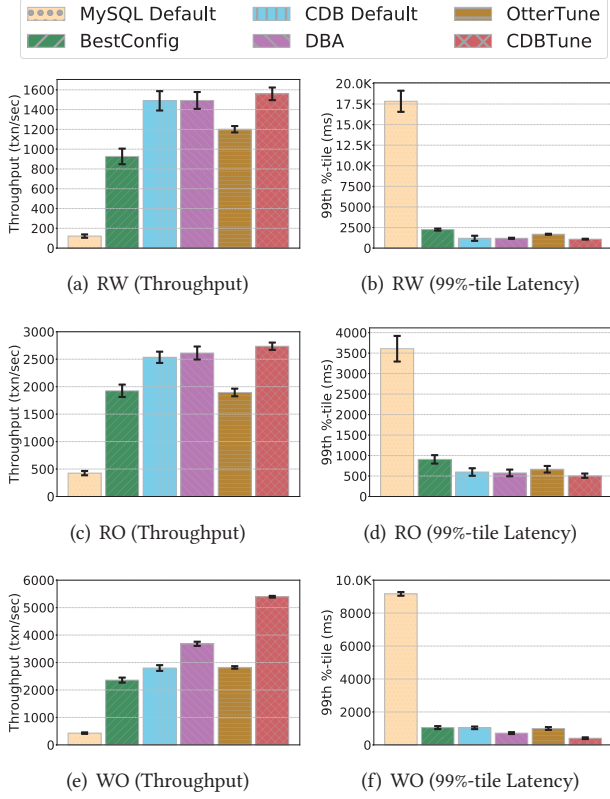 MySQL Default CDB Default OtterTune
BestConfig DBA CDBTune
Throughput (txn/sec)
1600
1400
1200
1000
800
600
400
200
0
(a) RW (Throughput)
99th %-tile (ms)
20.0K
17.5K
15.0K
12.5K
10.0K
7500
5000
2500
0
(b) RW (99%-tile Latency)
Throughput (txn/sec)
3000
2500
2000
1500
1000
500
0
(c) RO (Throughput)
99th %-tile (ms)
4000
3500
3000
2500
2000
1500
1000
500
0
(d) RO (99%-tile Latency)
Throughput (txn/sec)
6000
5000
4000
3000
2000
1000
0
(e) WO (Throughput)
99th %-tile (ms)
10.0K
8000
6000
4000
2000
0
(f) WO (99%-tile Latency)